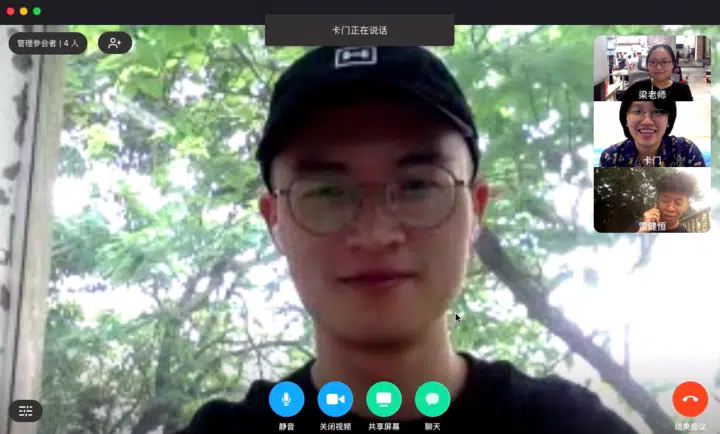 卡门正在说话
管理参会者 | 4 人
梁老师
卡门
雷健恒
静音
关闭视频
共享屏幕
聊天
结束会议